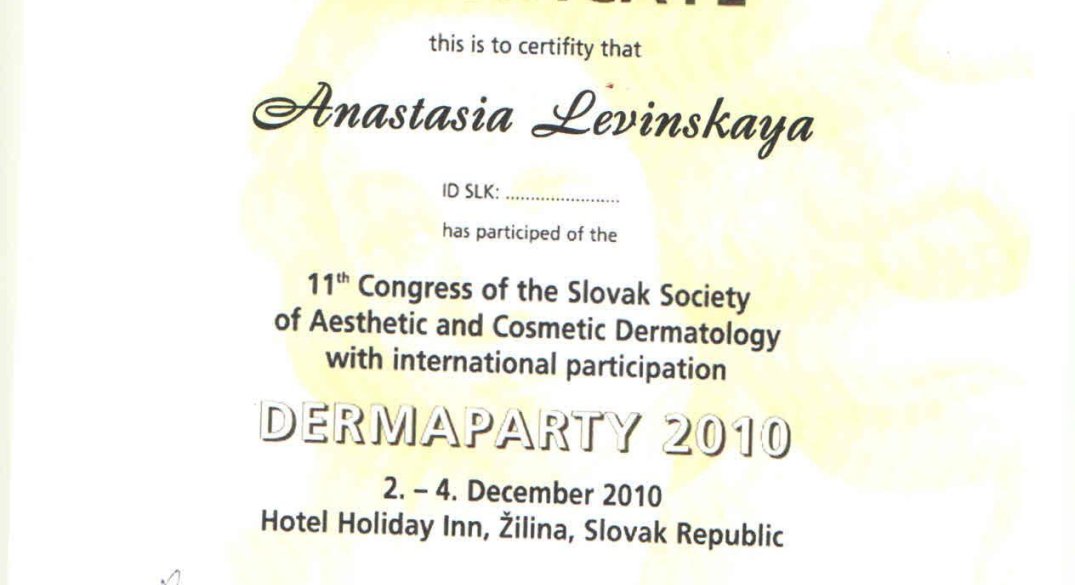 this is to certifity that
Anastasia Levinskaya
ID SLK: ........................
has participed of the
11th Congress of the Slovak Society
of Aesthetic and Cosmetic Dermatology
with international participation
DERMAPARTY 2010
2. – 4. December 2010
Hotel Holiday Inn, Žilina, Slovak Republic